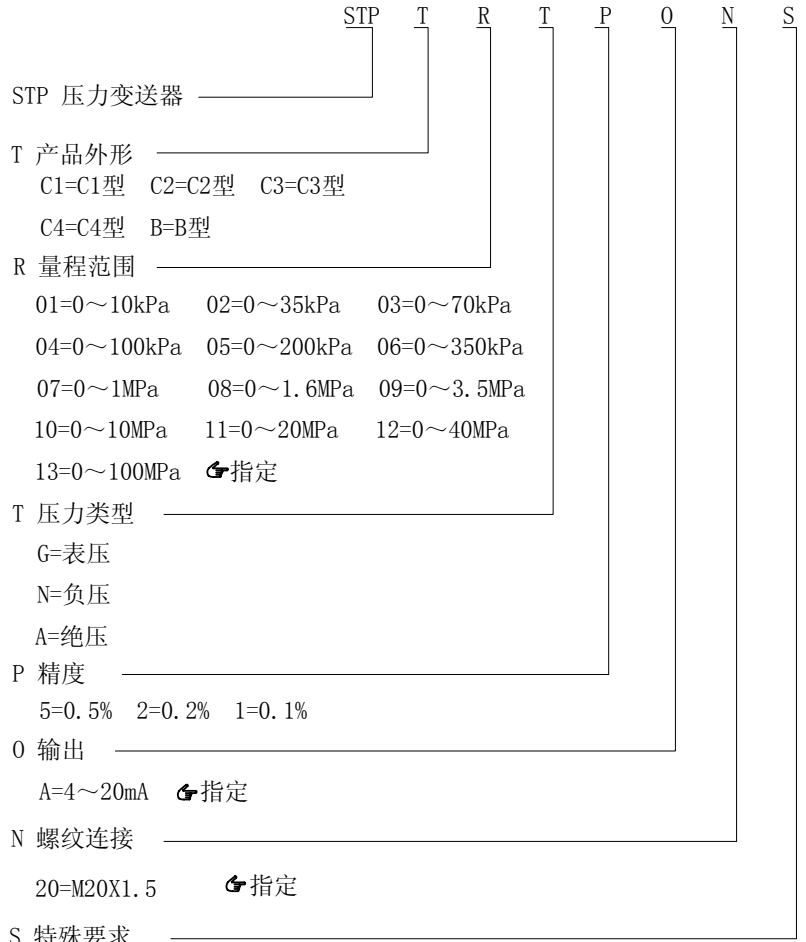 STP T R T P O N S
STP 压力变送器
T 产品外形
C1=C1型 C2=C2型 C3=C3型
C4=C4型 B=B型
R 量程范围
01=0～10kPa 02=0～35kPa 03=0～70kPa
04=0～100kPa 05=0～200kPa 06=0～350kPa
07=0～1MPa 08=0～1.6MPa 09=0～3.5MPa
10=0～10MPa 11=0～20MPa 12=0～40MPa
13=0～100MPa 指定
T 压力类型
G=表压
N=负压
A=绝压
P 精度
5=0.5% 2=0.2% 1=0.1%
O 输出
A=4～20mA 指定
N 螺纹连接
20=M20X1.5 指定
S 特殊要求